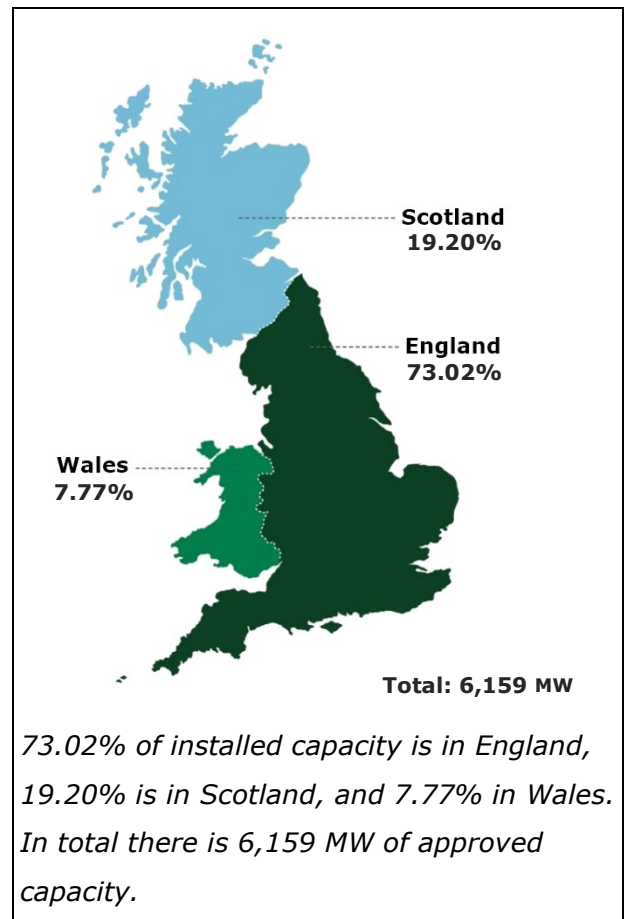 Scotland
19.20%
England
73.02%
Wales
7.77%
Total: 6,159 MW
73.02% of installed capacity is in England,
19.20% is in Scotland, and 7.77% in Wales.
In total there is 6,159 MW of approved
capacity.